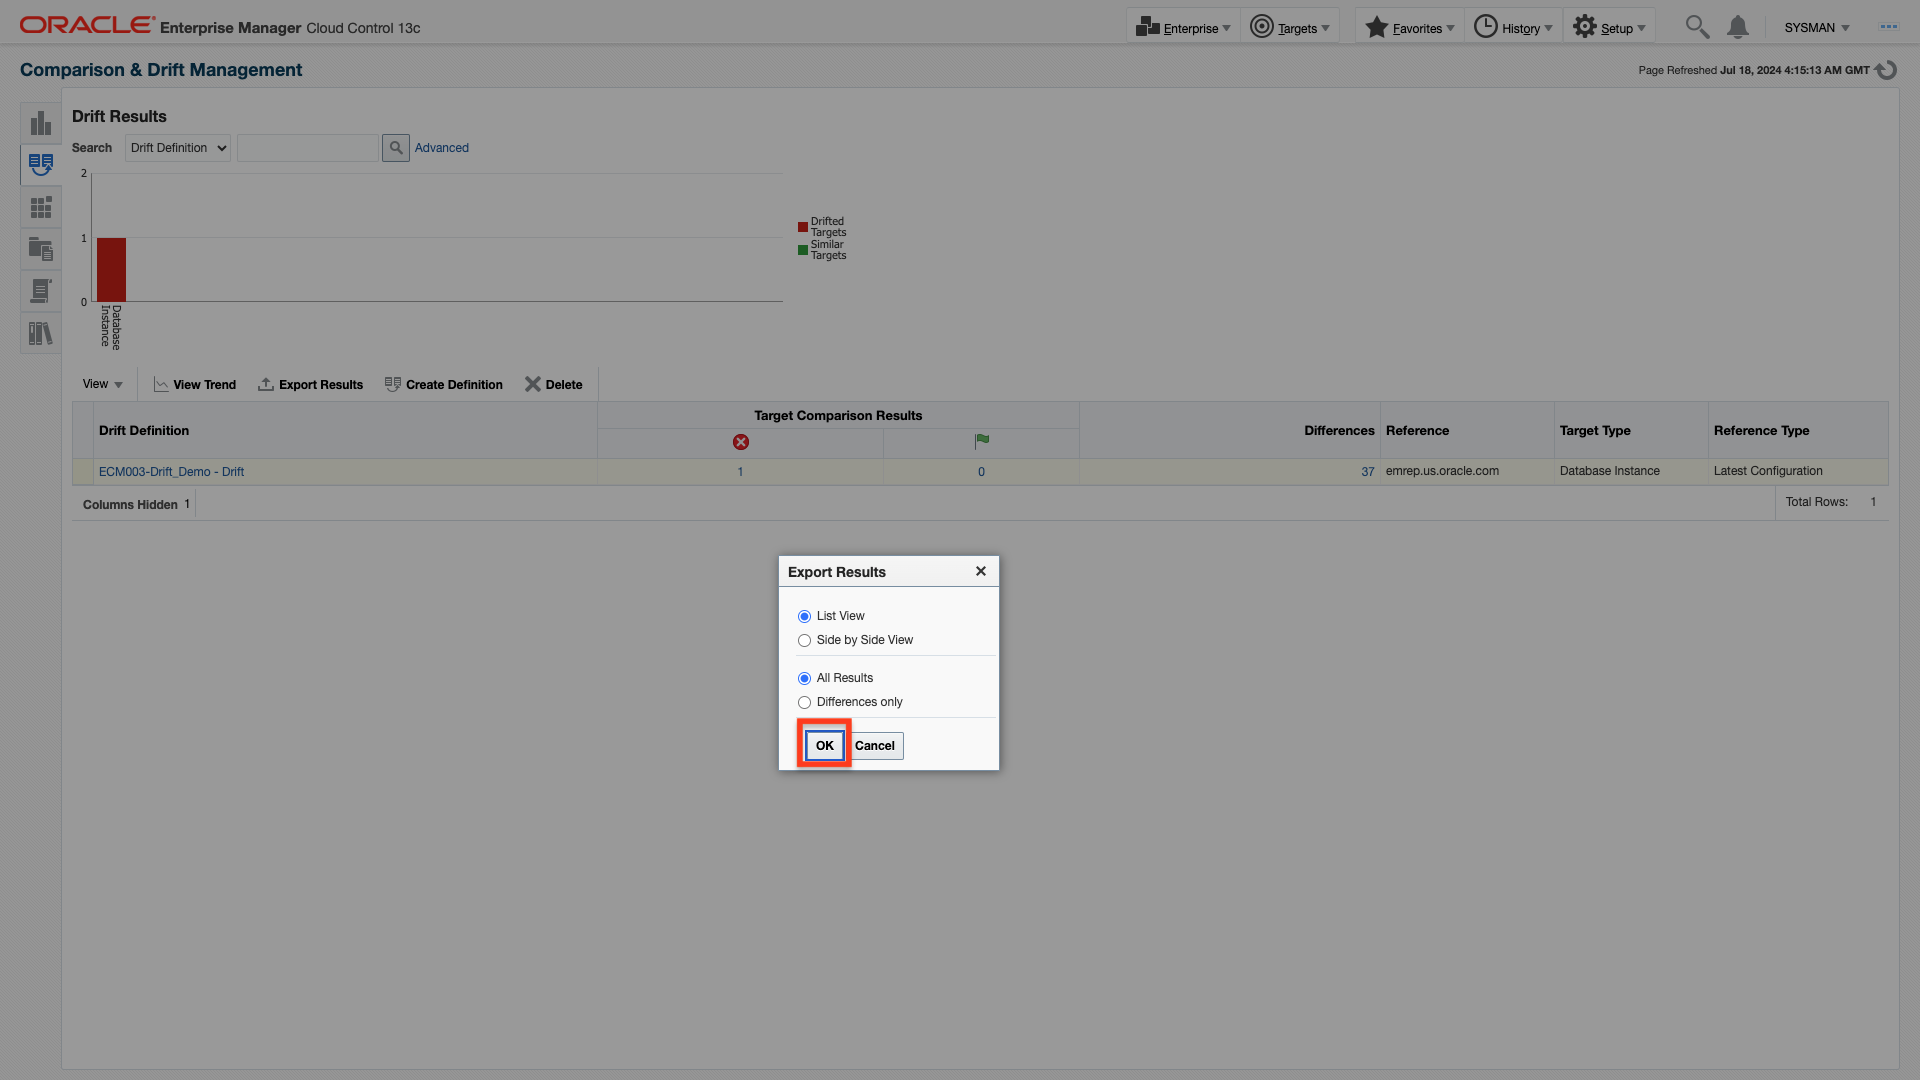 ORACLE Enterprise Manager Cloud Control 13c
Enterprise Targets Favorites History Setup SYSMAN
Comparison & Drift Management
Page Refreshed Jul 18, 2024 4:15:13 AM GMT
Drift Results
Search Drift Definition Advanced
2
1
0
Database
Instance
Drifted
Targets
Similar
Targets
View View Trend Export Results Create Definition Delete
Drift Definition Target Comparison Results Differences Reference Target Type Reference Type
ECM003-Drift_Demo - Drift 1 0 37 emrep.us.oracle.com Database Instance Latest Configuration
Columns Hidden 1 Total Rows: 1
Export Results
List View
Side by Side View
All Results
Differences only
OK Cancel